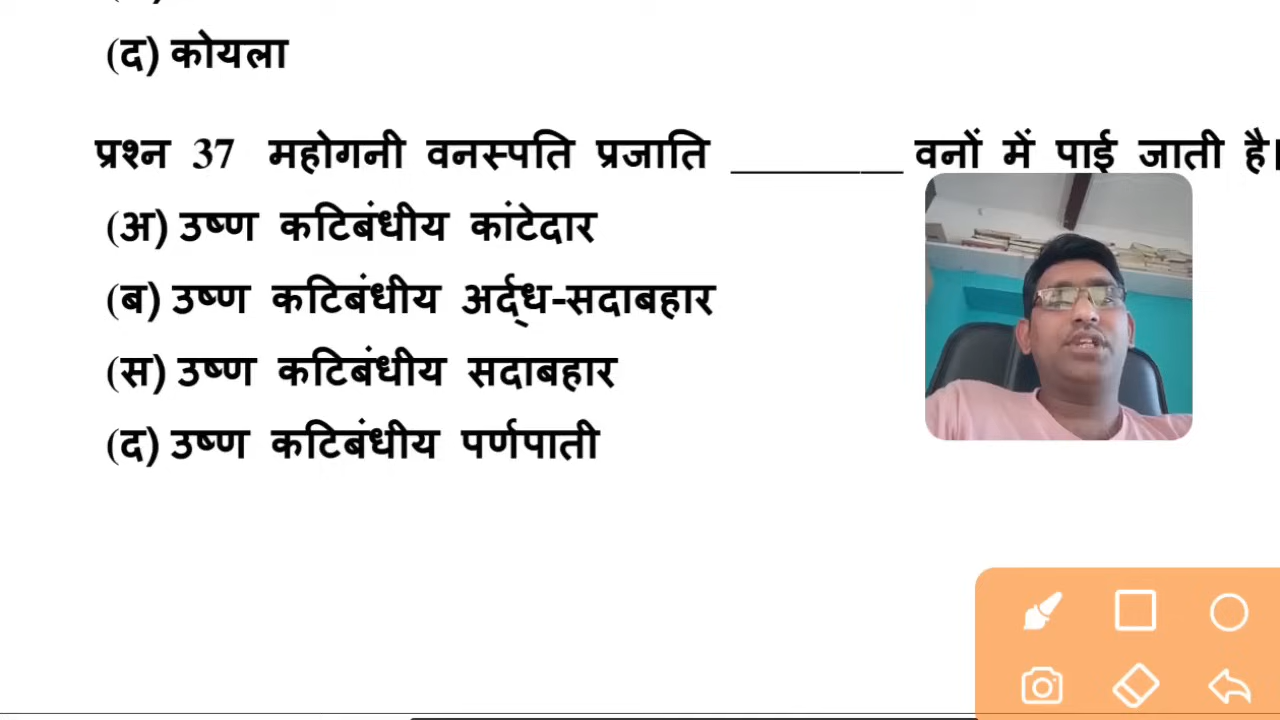 (द) कोयला
प्रश्न 37 महोगनी वनस्पति प्रजाति ________ वनों में पाई जाती है।
(अ) उष्ण कटिबंधीय कांटेदार
(ब) उष्ण कटिबंधीय अर्द्ध-सदाबहार
(स) उष्ण कटिबंधीय सदाबहार
(द) उष्ण कटिबंधीय पर्णपाती